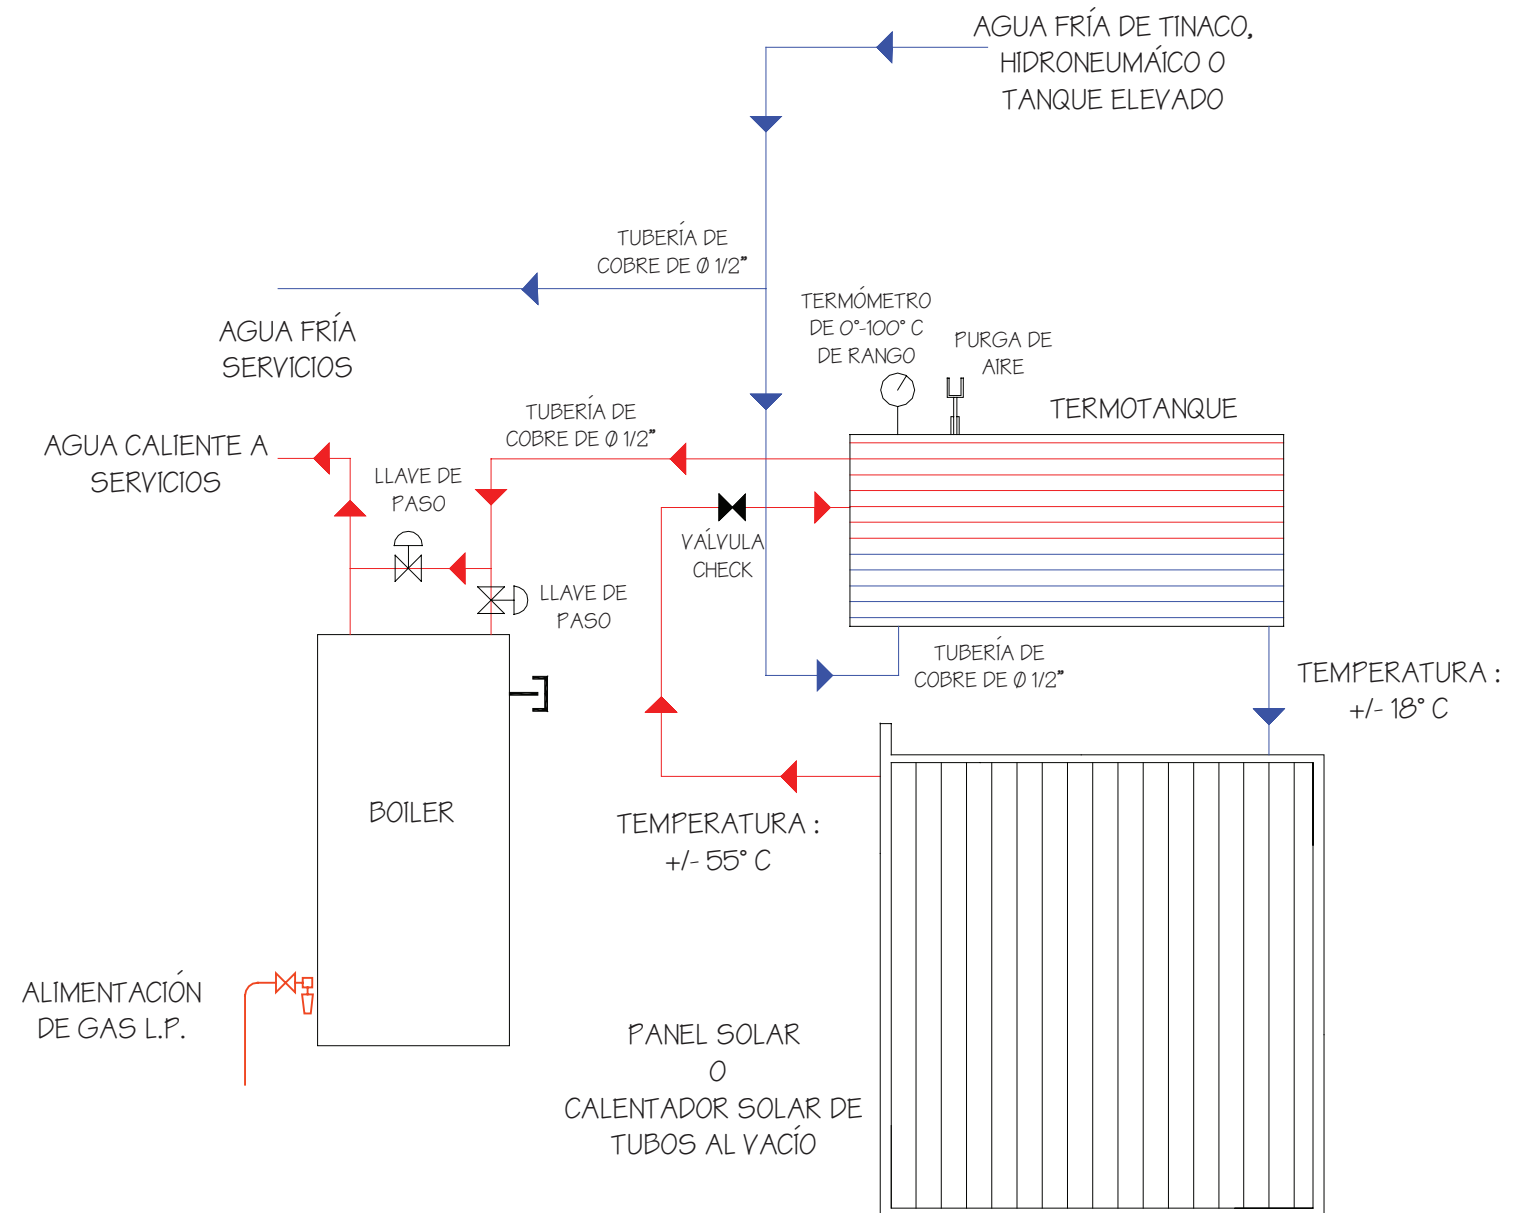 AGUA FRÍA DE TINACO,
HIDRONEUMÁICO O
TANQUE ELEVADO
TUBERÍA DE
COBRE DE Ø 1/2"
AGUA FRÍA
SERVICIOS
TERMÓMETRO
DE 0°-100° C
DE RANGO
PURGA DE
AIRE
TERMOTANQUE
TUBERÍA DE
COBRE DE Ø 1/2"
AGUA CALIENTE A
SERVICIOS
LLAVE DE
PASO
VÁLVULA
CHECK
LLAVE DE
PASO
TUBERÍA DE
COBRE DE Ø 1/2"
TEMPERATURA :
+/- 18° C
BOILER
TEMPERATURA :
+/- 55° C
ALIMENTACIÓN
DE GAS L.P.
PANEL SOLAR
O
CALENTADOR SOLAR DE
TUBOS AL VACÍO